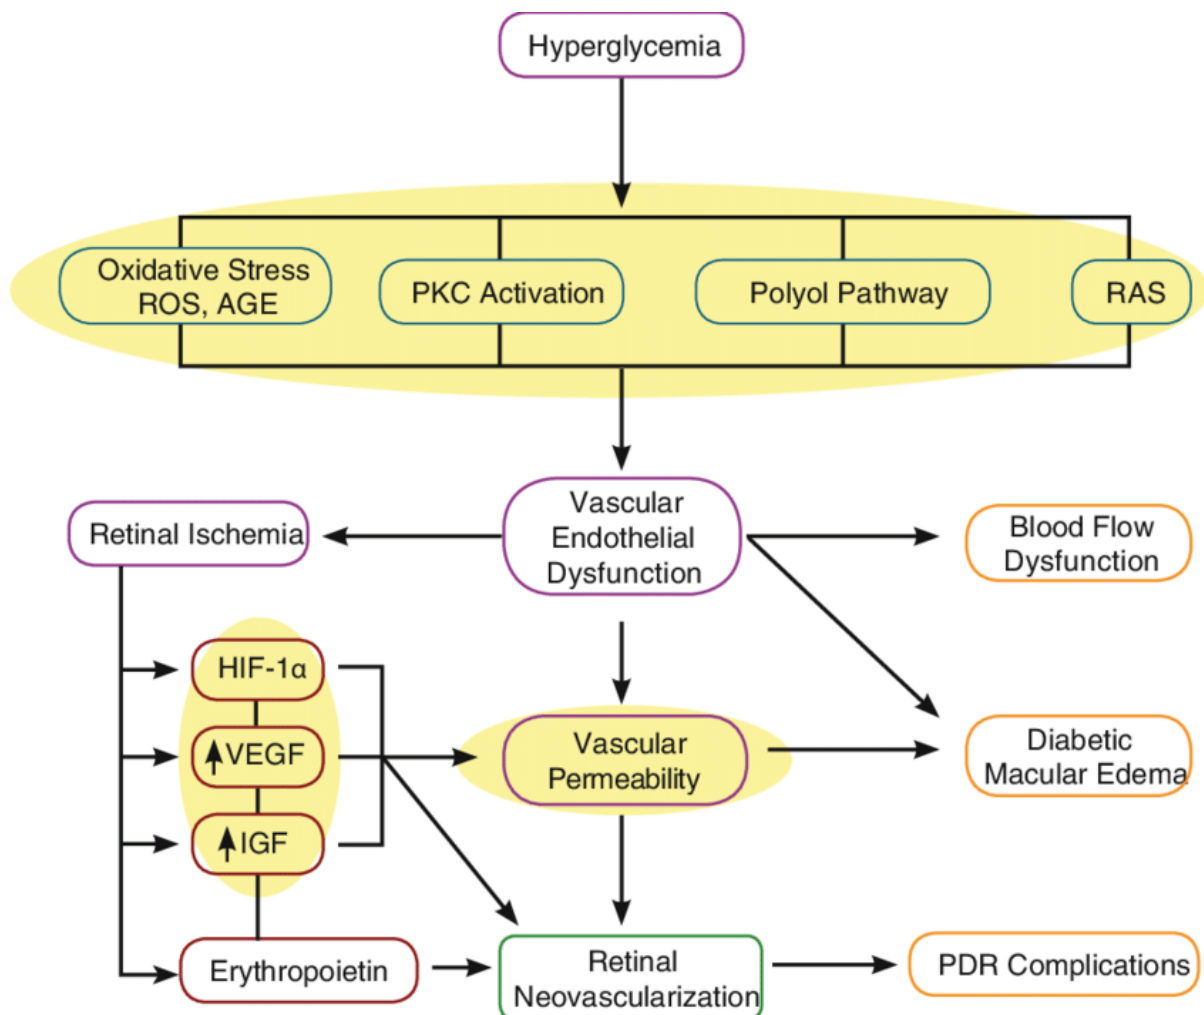 Hyperglycemia
Oxidative Stress
ROS, AGE
PKC Activation
Polyol Pathway
RAS
Retinal Ischemia
Vascular
Endothelial
Dysfunction
Blood Flow
Dysfunction
HIF-1α
VEGF
IGF
Vascular
Permeability
Diabetic
Macular Edema
Erythropoietin
Retinal
Neovascularization
PDR Complications